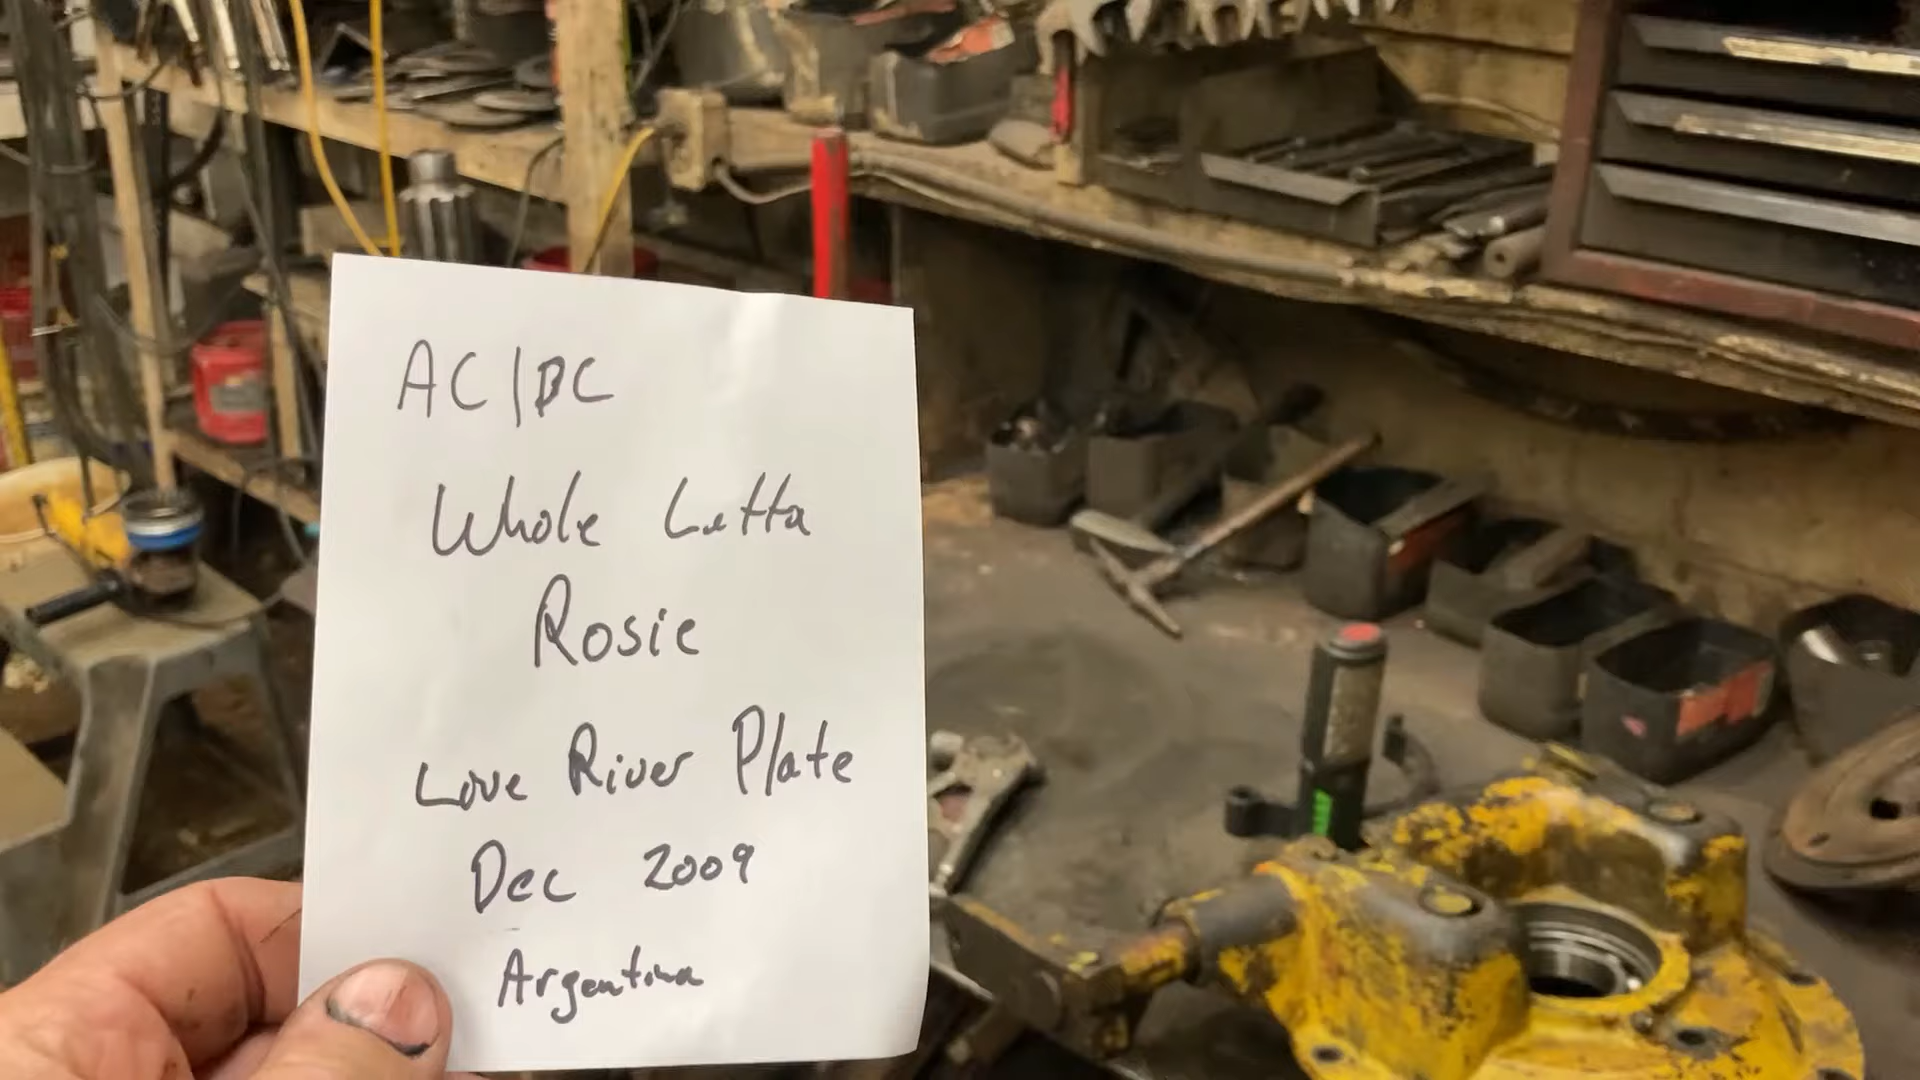 AC/DC
Whole Lotta
Rosie
Love River Plate
Dec 2009
Argentina